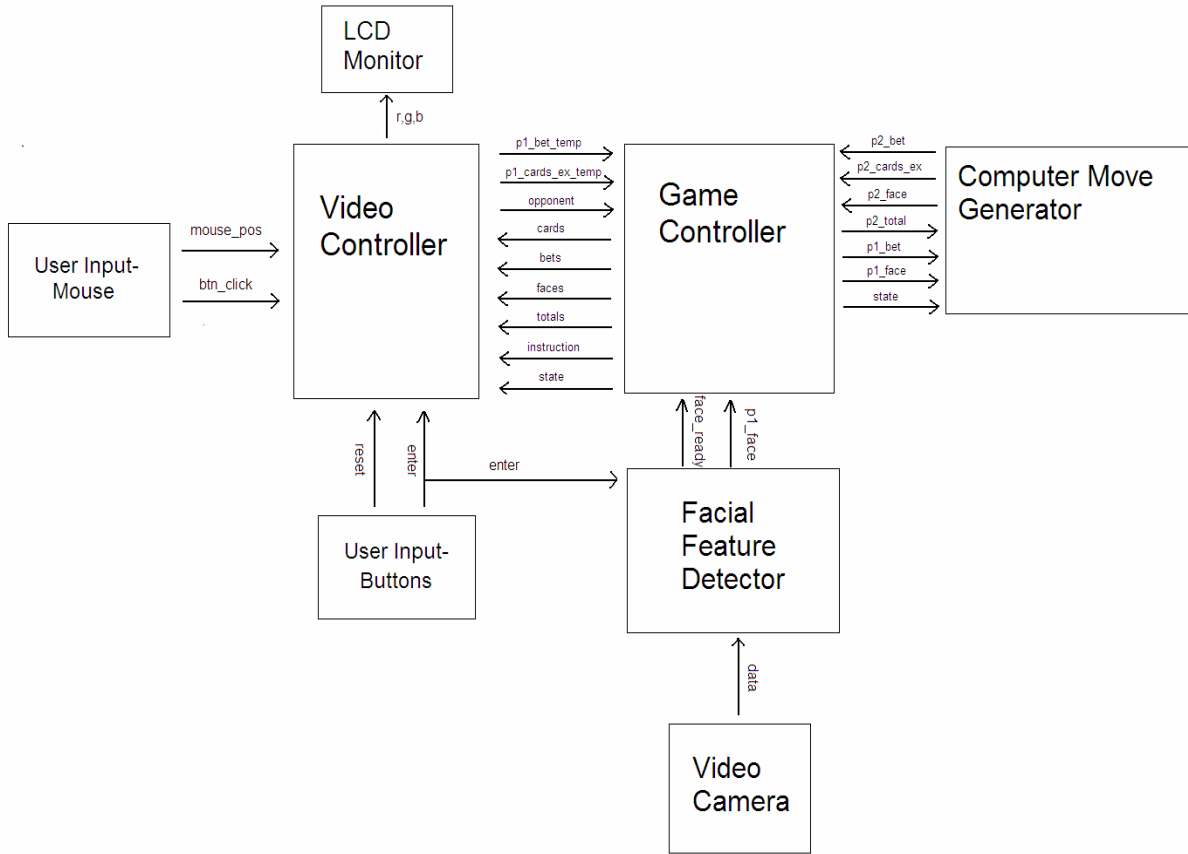 LCD
Monitor
r,g,b
Video
Controller
p1_bet_temp
p1_cards_ex_temp
opponent
cards
bets
faces
totals
instruction
state
Game
Controller
p2_bet
p2_cards_ex
p2_face
p2_total
p1_bet
p1_face
state
Computer Move
Generator
User Input-
Mouse
mouse_pos
btn_click
reset
enter
enter
face_ready
p1_face
User Input-
Buttons
Facial
Feature
Detector
data
Video
Camera